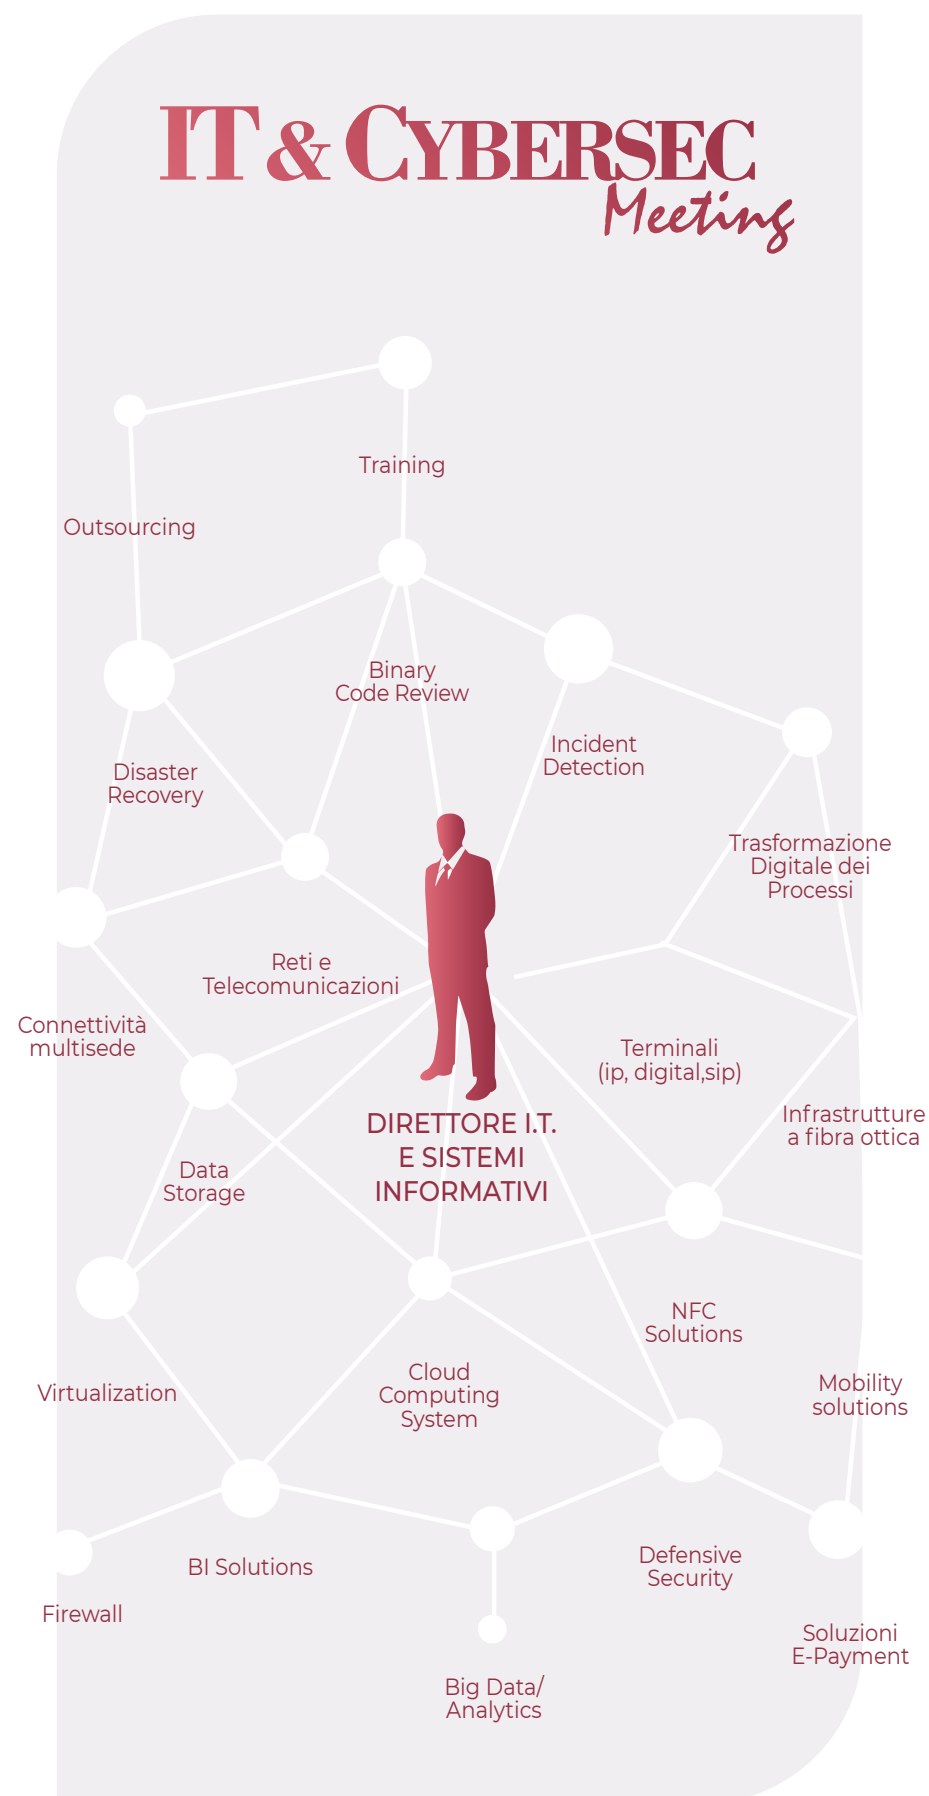 IT & CYBERSEC
Meeting
Training
Outsourcing
Binary
Code Review
Incident
Detection
Disaster
Recovery
Trasformazione
Digitale dei
Processi
Reti e
Telecomunicazioni
Connettività
multisede
Terminali
(ip, digital,sip)
Infrastrutture
a fibra ottica
DIRETTORE I.T.
E SISTEMI
INFORMATIVI
Data
Storage
NFC
Solutions
Virtualization
Cloud
Computing
System
Mobility
solutions
BI Solutions
Defensive
Security
Firewall
Soluzioni
E-Payment
Big Data/
Analytics